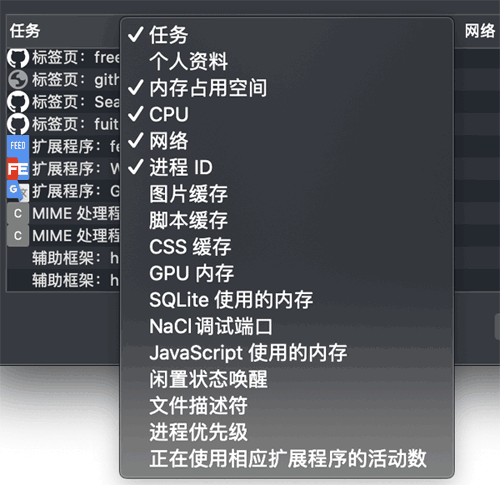 任务
网络
标签页：free
标签页：gith
标签页：Sea
标签页：fuit
FEED
扩展程序：fe
FE
扩展程序：W
G
扩展程序：G
C
MIME 处理程
C
MIME 处理程
辅助框架：h
辅助框架：h
任务
个人资料
内存占用空间
CPU
网络
进程 ID
图片缓存
脚本缓存
CSS 缓存
GPU 内存
SQLite 使用的内存
NaCl 调试端口
JavaScript 使用的内存
闲置状态唤醒
文件描述符
进程优先级
正在使用相应扩展程序的活动数